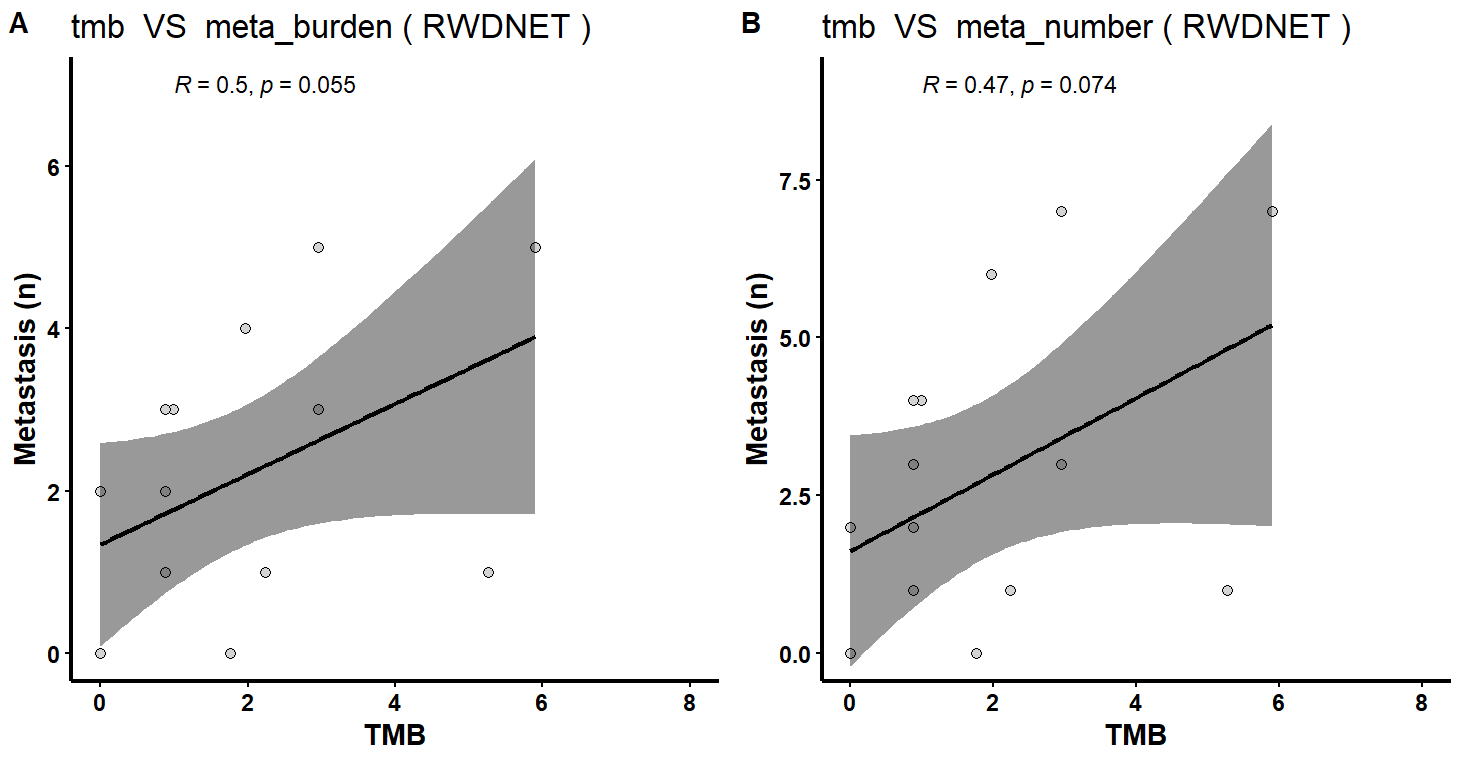 A
tmb VS meta_burden ( RWDNET )
R = 0.5, p = 0.055
6
4
2
0
Metastasis (n)
0 2 4 6 8
TMB
B
tmb VS meta_number ( RWDNET )
R = 0.47, p = 0.074
7.5
5.0
2.5
0.0
Metastasis (n)
0 2 4 6 8
TMB